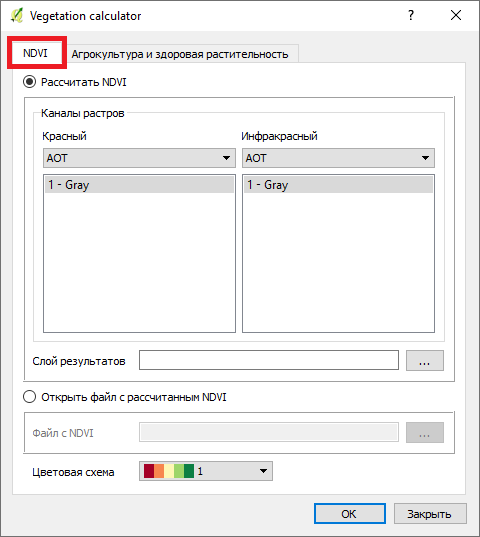 Vegetation calculator
NDVI Агрокультура и здоровая растительность
Рассчитать NDVI
Каналы растров
Красный Инфракрасный
AOT AOT
1 - Gray 1 - Gray
Слой результатов ...
Открыть файл с рассчитанным NDVI
Файл с NDVI ...
Цветовая схема 1
ОК Закрыть